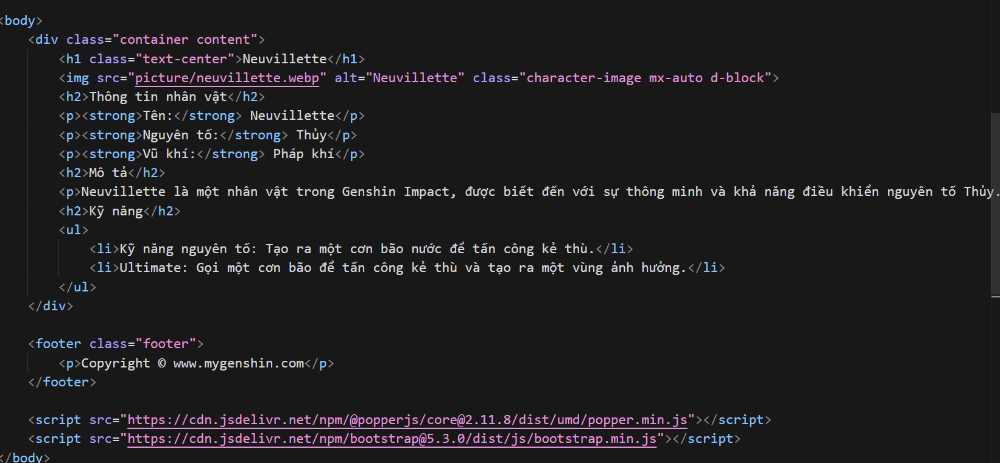 <body>
<div class="container content">
<h1 class="text-center">Neuvillette</h1>
<img src="picture/neuvillette.webp" alt="Neuvillette" class="character-image mx-auto d-block">
<h2>Thông tin nhân vật</h2>
<p><strong>Tên:</strong> Neuvillette</p>
<p><strong>Nguyên tố:</strong> Thủy</p>
<p><strong>Vũ khí:</strong> Pháp khí</p>
<h2>Mô tả</h2>
<p>Neuvillette là một nhân vật trong Genshin Impact, được biết đến với sự thông minh và khả năng điều khiển nguyên tố Thủy.
<h2>Kỹ năng</h2>
<ul>
<li>Kỹ năng nguyên tố: Tạo ra một cơn bão nước để tấn công kẻ thù.</li>
<li>Ultimate: Gọi một cơn bão để tấn công kẻ thù và tạo ra một vùng ảnh hưởng.</li>
</ul>
</div>
<footer class="footer">
<p>Copyright © www.mygenshin.com</p>
</footer>
<script src="https://cdn.jsdelivr.net/npm/@popperjs/core@2.11.8/dist/umd/popper.min.js"></script>
<script src="https://cdn.jsdelivr.net/npm/bootstrap@5.3.0/dist/js/bootstrap.min.js"></script>
</body>